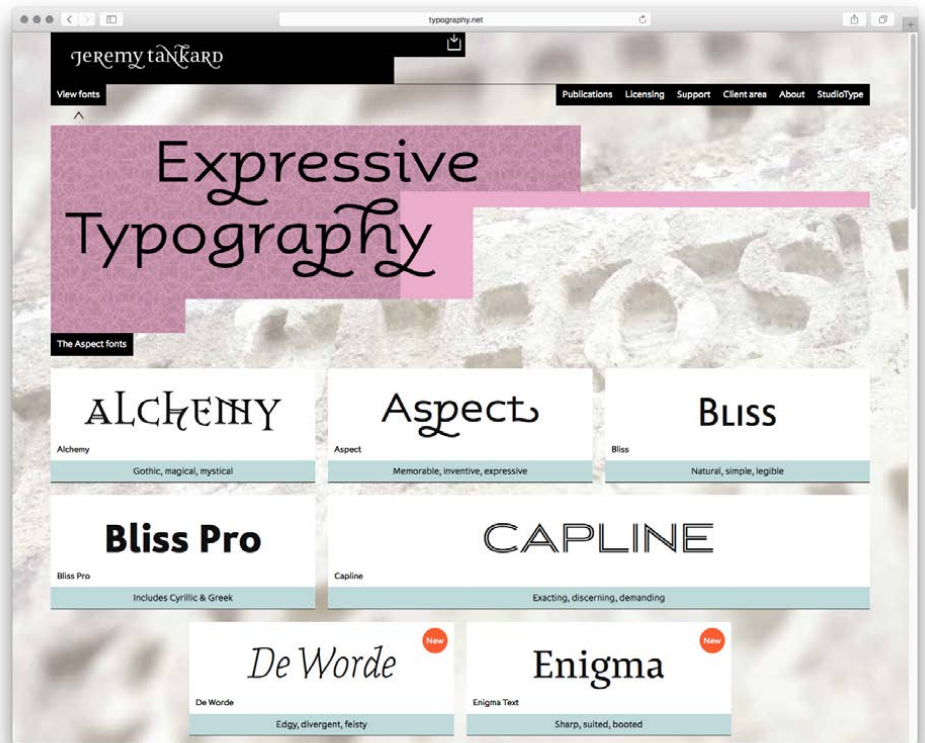 typography.net
Jeremy tankard
View fonts
Publications Licensing Support Client area About StudioType
Expressive
Typography
The Aspect fonts
ALCHEMY
Alchemy
Gothic, magical, mystical
Aspect
Aspect
Memorable, inventive, expressive
BLISS
Bliss
Natural, simple, legible
Bliss Pro
Bliss Pro
Includes Cyrillic & Greek
CAPLINE
Capline
Exacting, discerning, demanding
De Worde
New
De Worde
Edgy, divergent, feisty
Enigma
New
Enigma Text
Sharp, suited, booted